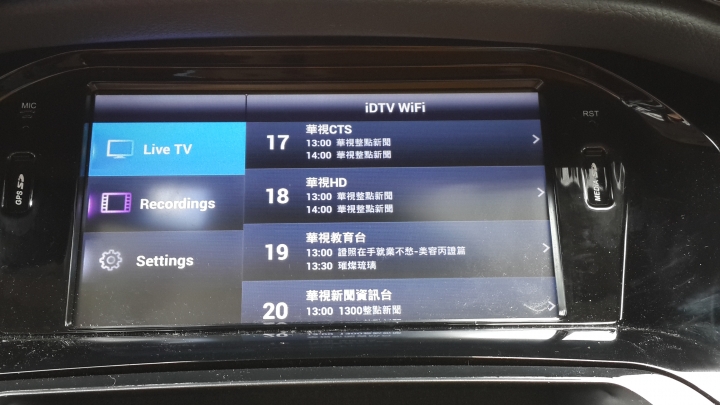 MIC
GPS
iDTV WiFi
RST
MEDIA
Live TV
Recordings
Settings
17
華視CTS
13:00 華視整點新聞
14:00 華視整點新聞
18
華視HD
13:00 華視整點新聞
14:00 華視整點新聞
19
華視教育台
13:00 證照在手就業不愁-美容丙證篇
13:30 璀燦琉璃
20
華視新聞資訊台
13:00 1300整點新聞